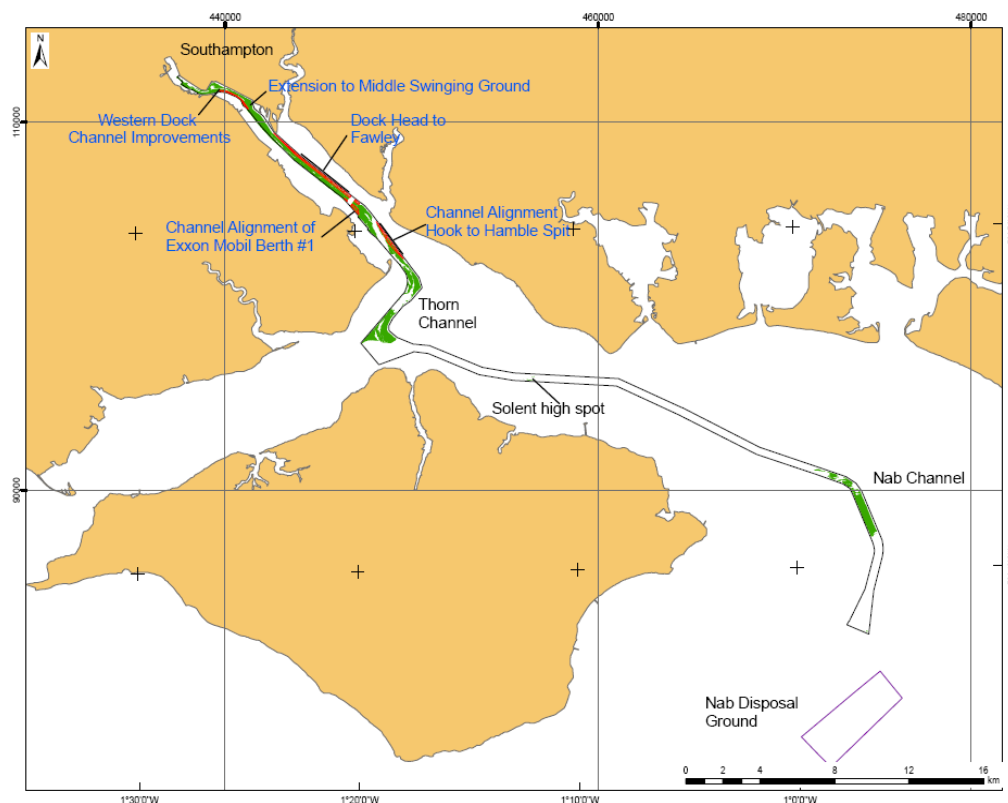 440000
460000
480000
N
Southampton
Extension to Middle Swinging Ground
Western Dock
Channel Improvements
Dock Head to
Fawley
110000
Channel Alignment of
Exxon Mobil Berth #1
Channel Alignment
Hook to Hamble Spit
Thorn
Channel
Solent high spot
Nab Channel
90000
Nab Disposal
Ground
0 2 4 8 12 16
km
1°30'0"W
1°20'0"W
1°10'0"W
1°0'0"W